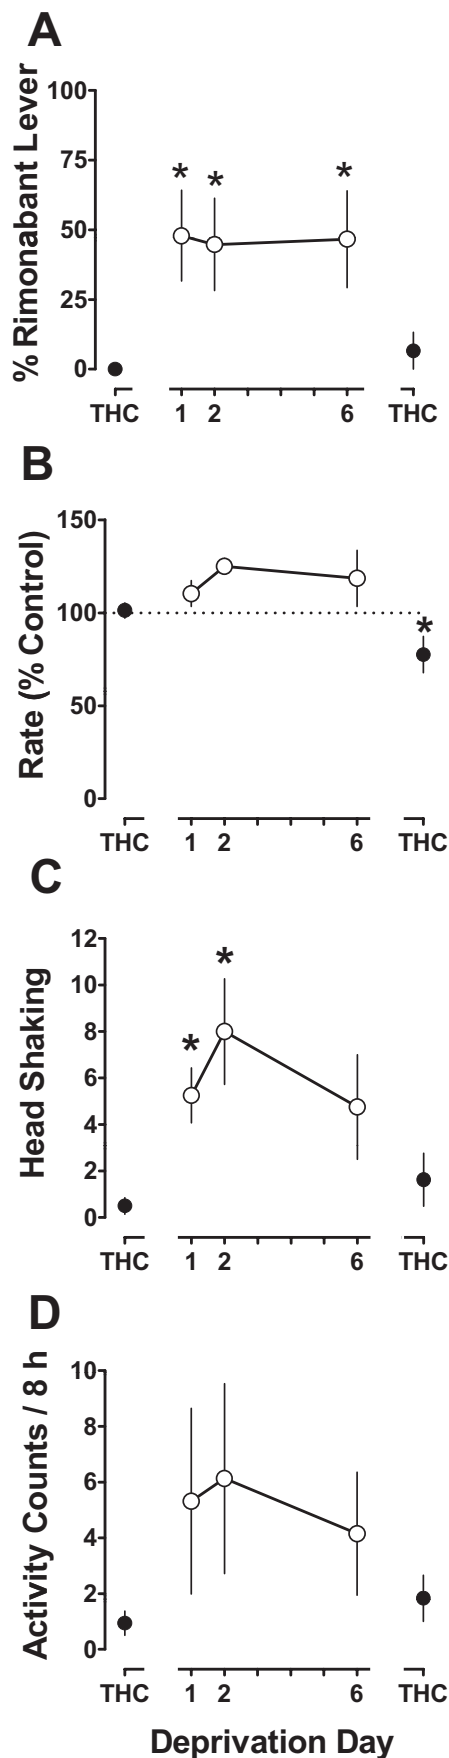 A
% Rimonabant Lever
100
75
50
25
0
* * *
THC 1 2 6 THC
B
Rate (% Control)
150
100
50
0
*
THC 1 2 6 THC
C
Head Shaking
12
10
8
6
4
2
0
* *
THC 1 2 6 THC
D
Activity Counts / 8 h
10
8
6
4
2
0
THC 1 2 6 THC
Deprivation Day